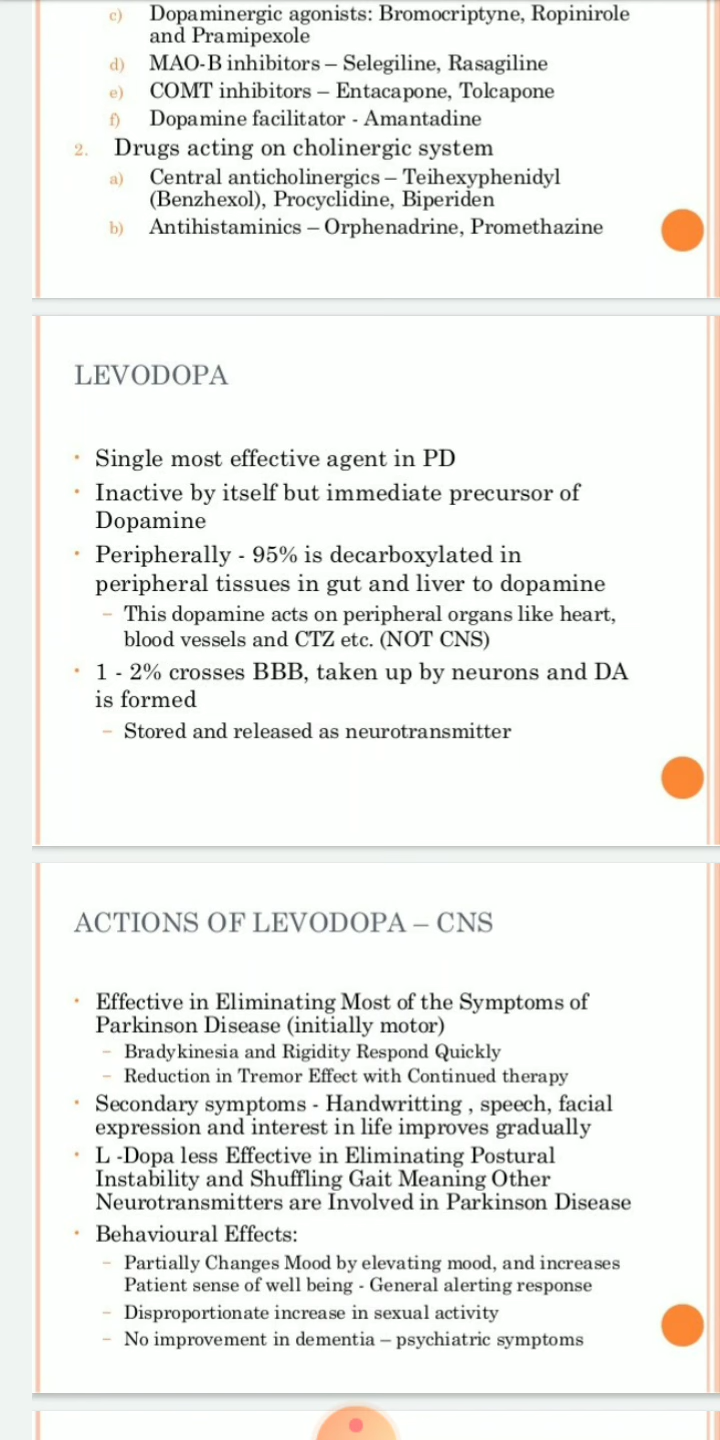 c) Dopaminergic agonists: Bromocriptyne, Ropinirole
and Pramipexole
d) MAO-B inhibitors – Selegiline, Rasagiline
e) COMT inhibitors – Entacapone, Tolcapone
f) Dopamine facilitator - Amantadine
2. Drugs acting on cholinergic system
a) Central anticholinergics – Teihexyphenidyl
(Benzhexol), Procyclidine, Biperiden
b) Antihistaminics – Orphenadrine, Promethazine
LEVODOPA
• Single most effective agent in PD
• Inactive by itself but immediate precursor of
Dopamine
• Peripherally - 95% is decarboxylated in
peripheral tissues in gut and liver to dopamine
– This dopamine acts on peripheral organs like heart,
blood vessels and CTZ etc. (NOT CNS)
• 1 - 2% crosses BBB, taken up by neurons and DA
is formed
– Stored and released as neurotransmitter
ACTIONS OF LEVODOPA – CNS
• Effective in Eliminating Most of the Symptoms of
Parkinson Disease (initially motor)
– Bradykinesia and Rigidity Respond Quickly
– Reduction in Tremor Effect with Continued therapy
• Secondary symptoms - Handwritting , speech, facial
expression and interest in life improves gradually
• L -Dopa less Effective in Eliminating Postural
Instability and Shuffling Gait Meaning Other
Neurotransmitters are Involved in Parkinson Disease
• Behavioural Effects:
– Partially Changes Mood by elevating mood, and increases
Patient sense of well being - General alerting response
– Disproportionate increase in sexual activity
– No improvement in dementia – psychiatric symptoms